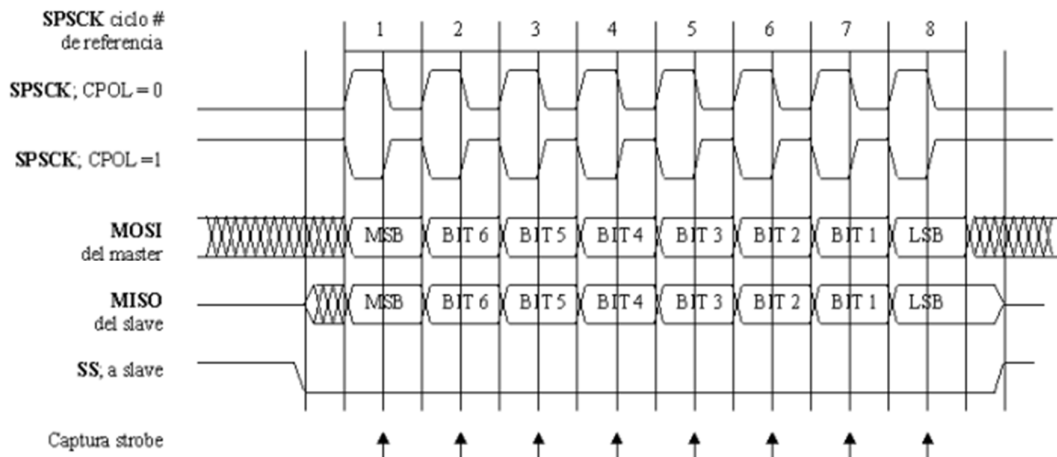 SPSCK ciclo #
de referencia
1 2 3 4 5 6 7 8
SPSCK; CPOL = 0
SPSCK; CPOL =1
MOSI
del master
MSB BIT 6 BIT 5 BIT 4 BIT 3 BIT 2 BIT 1 LSB
MISO
del slave
MSB BIT 6 BIT 5 BIT 4 BIT 3 BIT 2 BIT 1 LSB
SS; a slave
Captura strobe